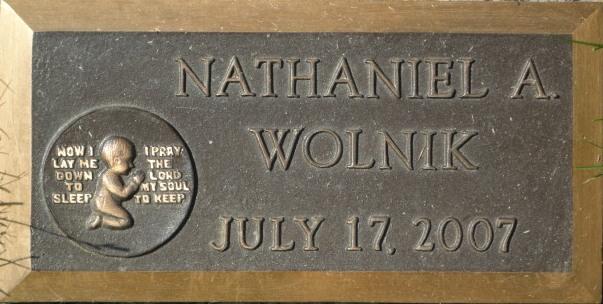 NATHANIEL A.
WOLNIK
JULY 17, 2007
NOW I
LAY ME
DOWN
TO
SLEEP
I PRAY
THE
LORD
MY SOUL
TO KEEP